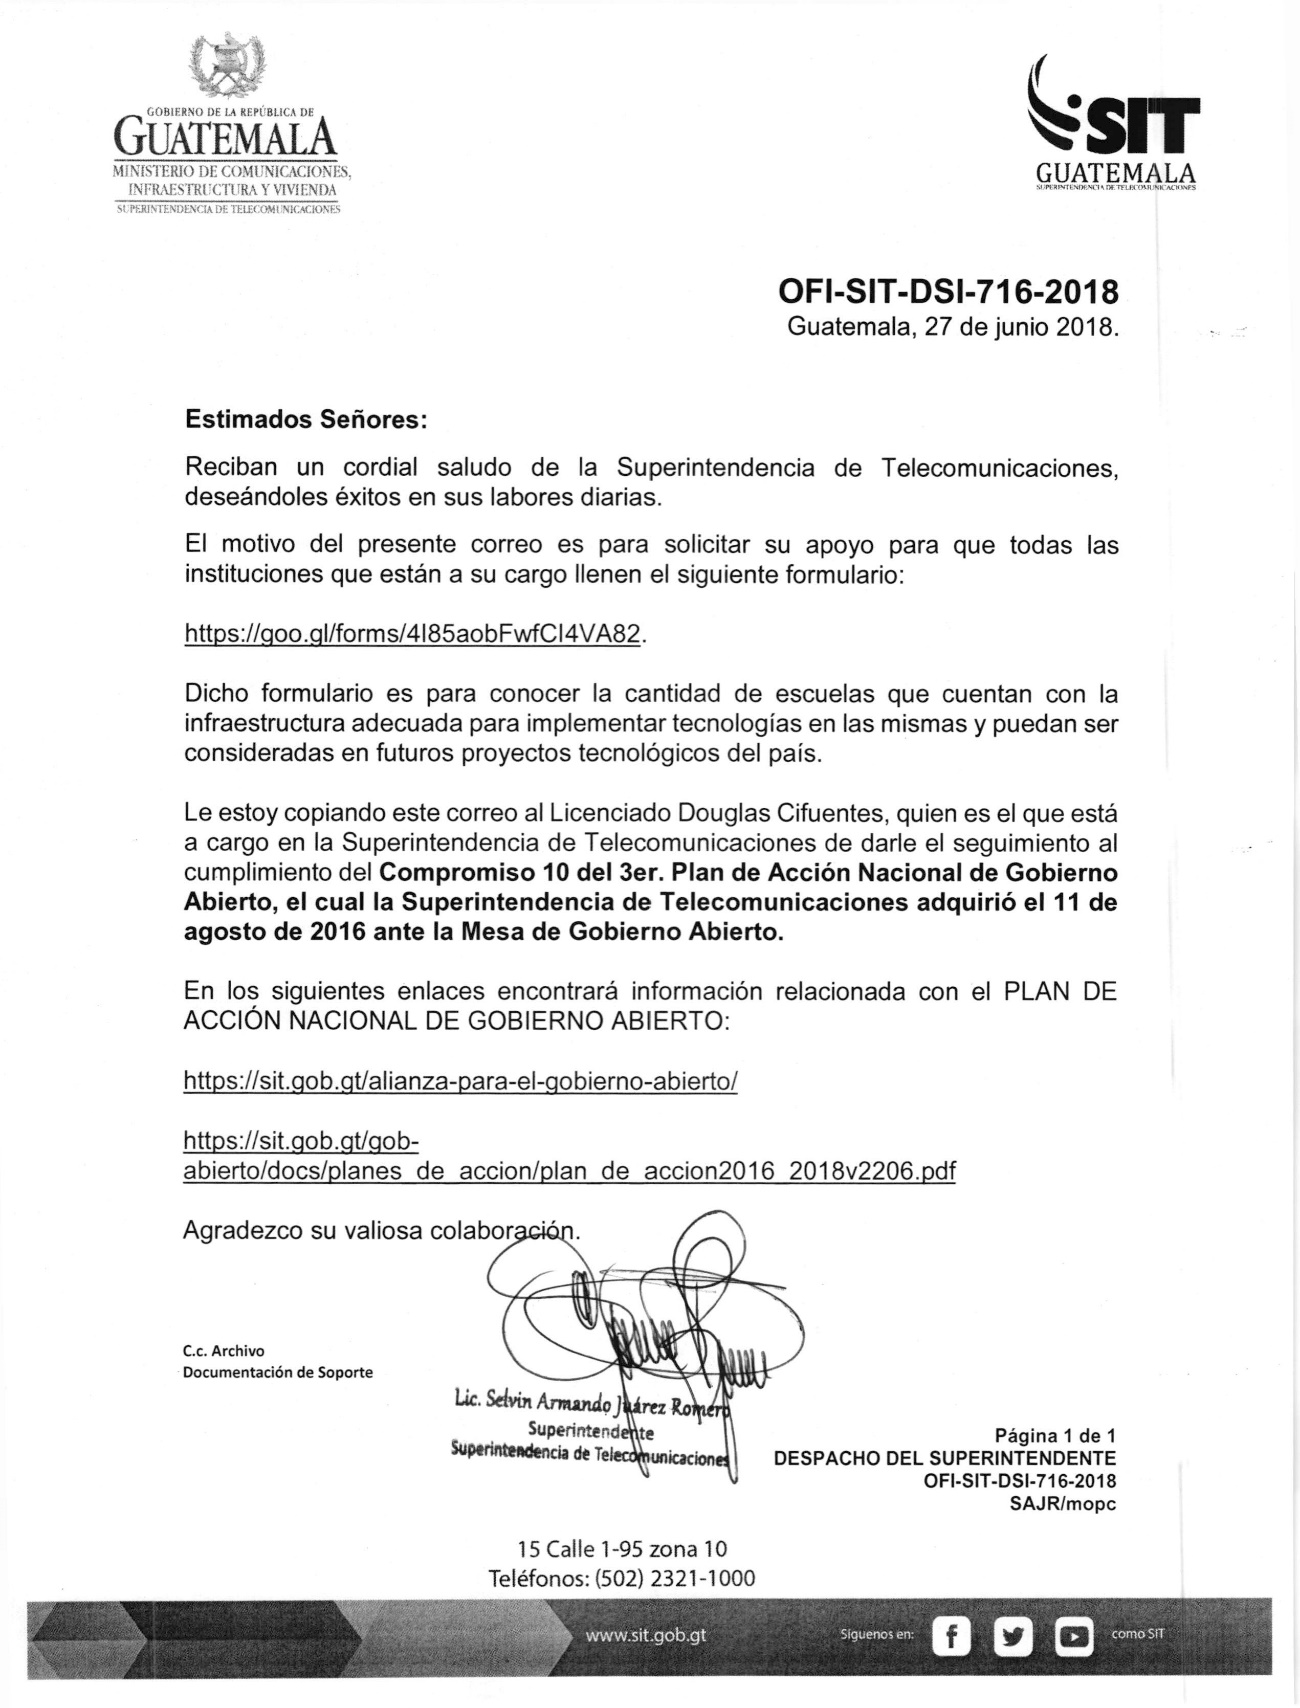 GOBIERNO DE LA REPÚBLICA DE
GUATEMALA
MINISTERIO DE COMUNICACIONES,
INFRAESTRUCTURA Y VIVIENDA
SUPERINTENDENCIA DE TELECOMUNICACIONES
SIT
GUATEMALA
SUPERINTENDENCIA DE TELECOMUNICACIONES
OFI-SIT-DSI-716-2018
Guatemala, 27 de junio 2018.
Estimados Señores:
Reciban un cordial saludo de la Superintendencia de Telecomunicaciones,
deseándoles éxitos en sus labores diarias.
El motivo del presente correo es para solicitar su apoyo para que todas las
instituciones que están a su cargo llenen el siguiente formulario:
https://goo.gl/forms/4I85aobFwfCI4VA82.
Dicho formulario es para conocer la cantidad de escuelas que cuentan con la
infraestructura adecuada para implementar tecnologías en las mismas y puedan ser
consideradas en futuros proyectos tecnológicos del país.
Le estoy copiando este correo al Licenciado Douglas Cifuentes, quien es el que está
a cargo en la Superintendencia de Telecomunicaciones de darle el seguimiento al
cumplimiento del Compromiso 10 del 3er. Plan de Acción Nacional de Gobierno
Abierto, el cual la Superintendencia de Telecomunicaciones adquirió el 11 de
agosto de 2016 ante la Mesa de Gobierno Abierto.
En los siguientes enlaces encontrará información relacionada con el PLAN DE
ACCIÓN NACIONAL DE GOBIERNO ABIERTO:
https://sit.gob.gt/alianza-para-el-gobierno-abierto/
https://sit.gob.gt/gob-
abierto/docs/planes_de_accion/plan_de_accion2016_2018v2206.pdf
Agradezco su valiosa colaboración.
C.c. Archivo
Documentación de Soporte
Lic. Selvin Armando Juárez Romero
Superintendente
Superintendencia de Telecomunicaciones
Página 1 de 1
DESPACHO DEL SUPERINTENDENTE
OFI-SIT-DSI-716-2018
SAJR/mopc
15 Calle 1-95 zona 10
Teléfonos: (502) 2321-1000
www.sit.gob.gt
Síguenos en:
como SIT